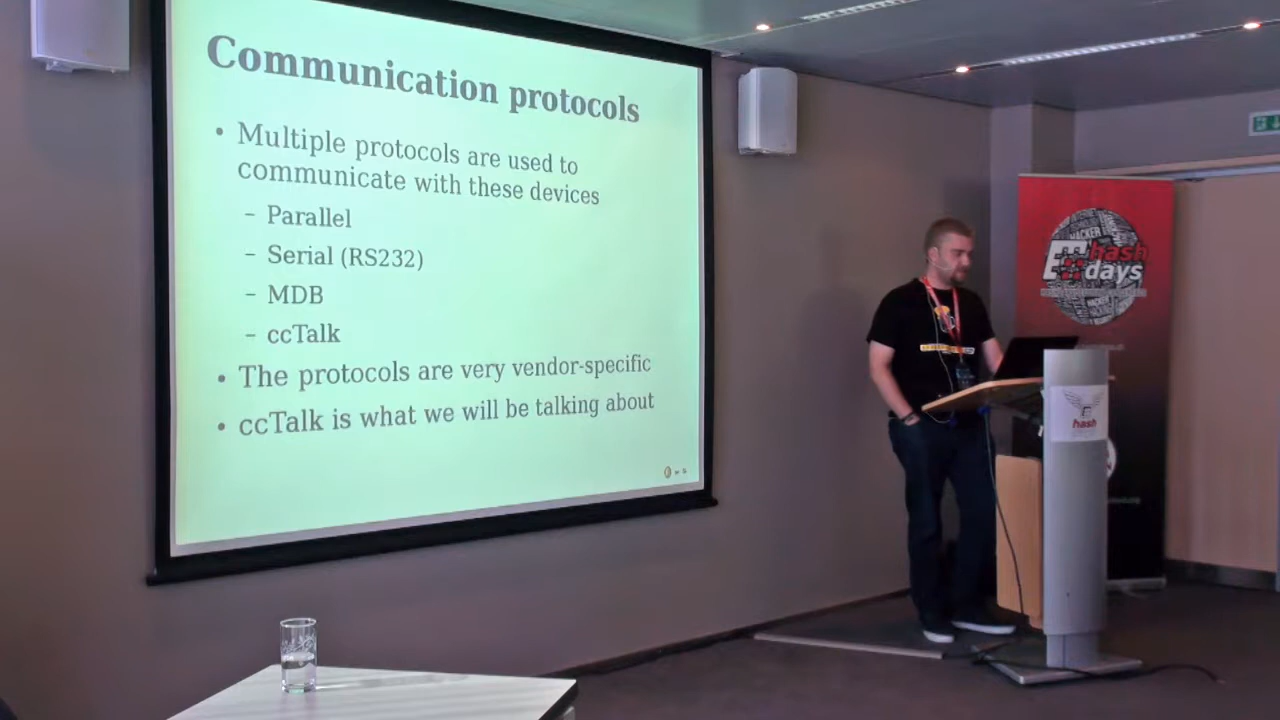 Communication protocols
• Multiple protocols are used to
communicate with these devices
– Parallel
– Serial (RS232)
– MDB
– ccTalk
• The protocols are very vendor-specific
• ccTalk is what we will be talking about
HACKER
hash
days
hash